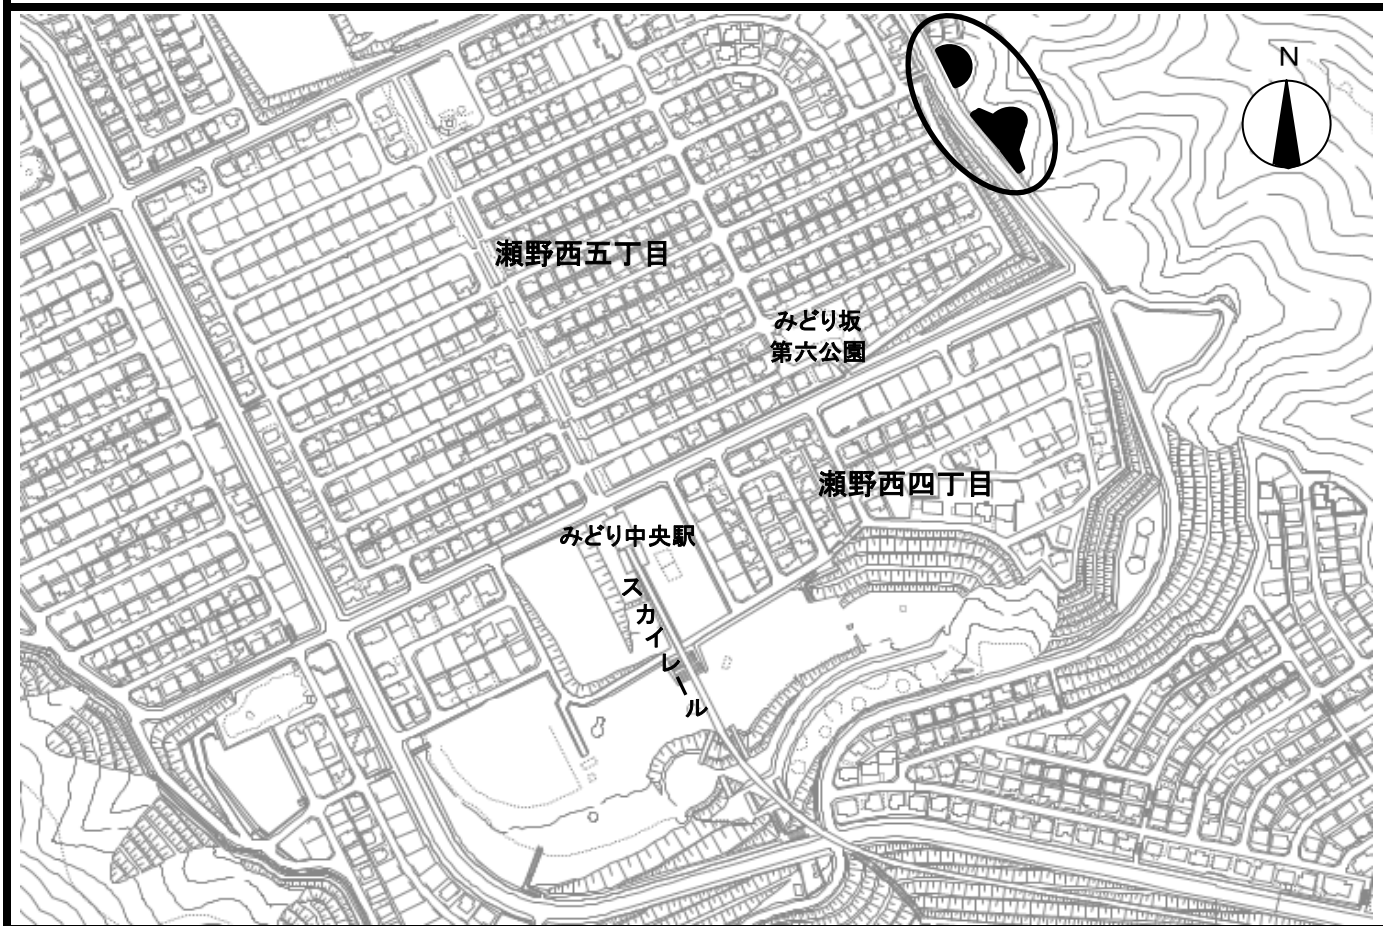 N
瀬野西五丁目
みどり坂
第六公園
瀬野西四丁目
みどり中央駅
スカイレール